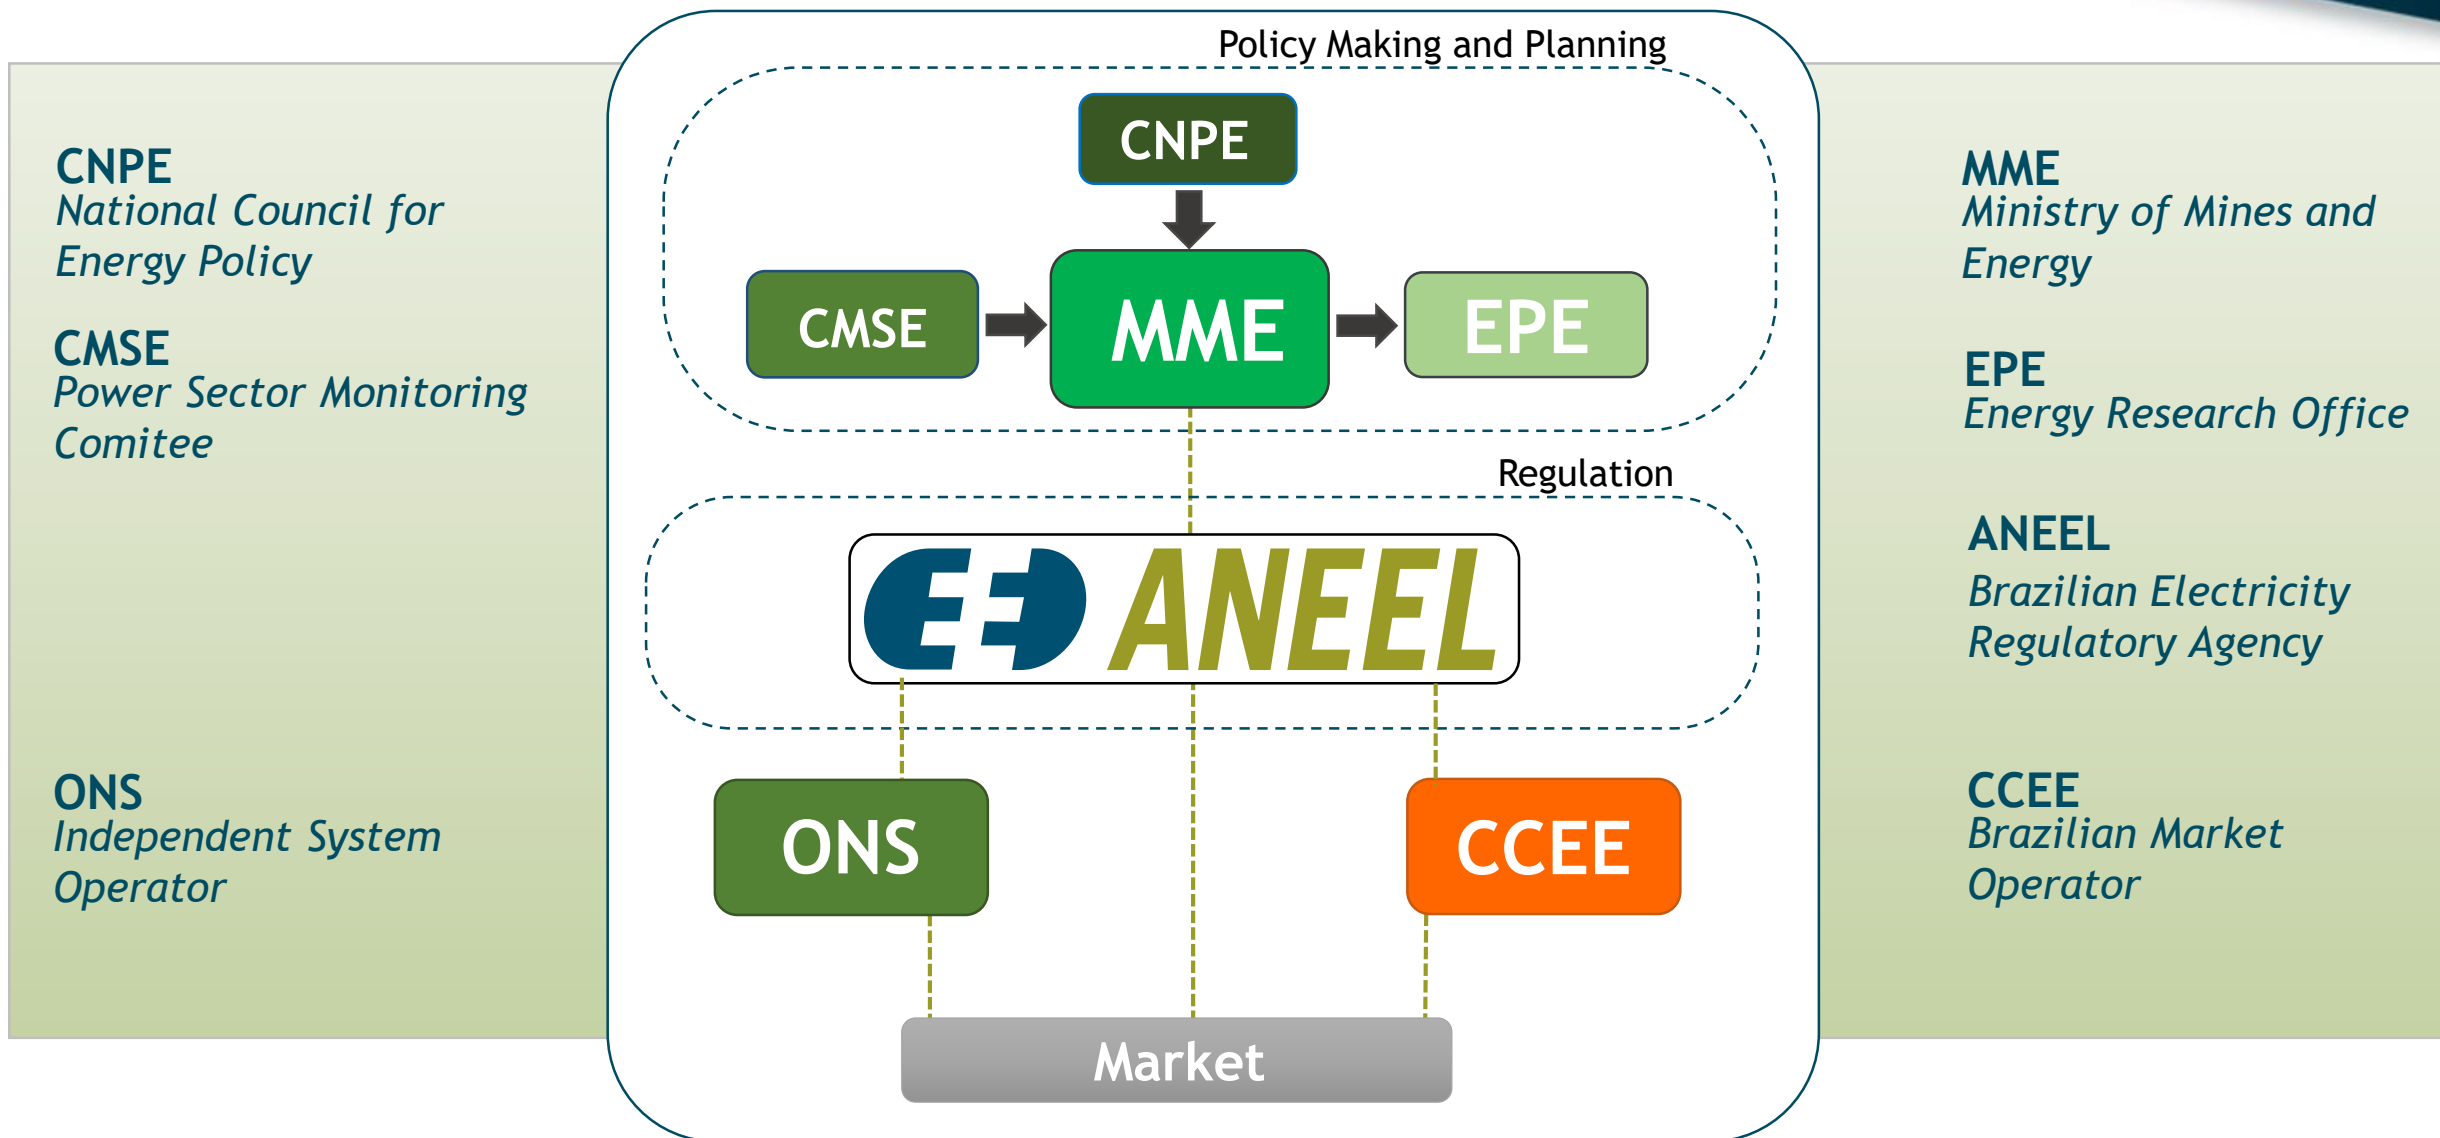 Policy Making and Planning
CNPE
CMSE
MME
EPE
Regulation
ANEEL
ONS
CCEE
Market
CNPE
National Council for
Energy Policy
CMSE
Power Sector Monitoring
Comitee
ONS
Independent System
Operator
MME
Ministry of Mines and
Energy
EPE
Energy Research Office
ANEEL
Brazilian Electricity
Regulatory Agency
CCEE
Brazilian Market
Operator